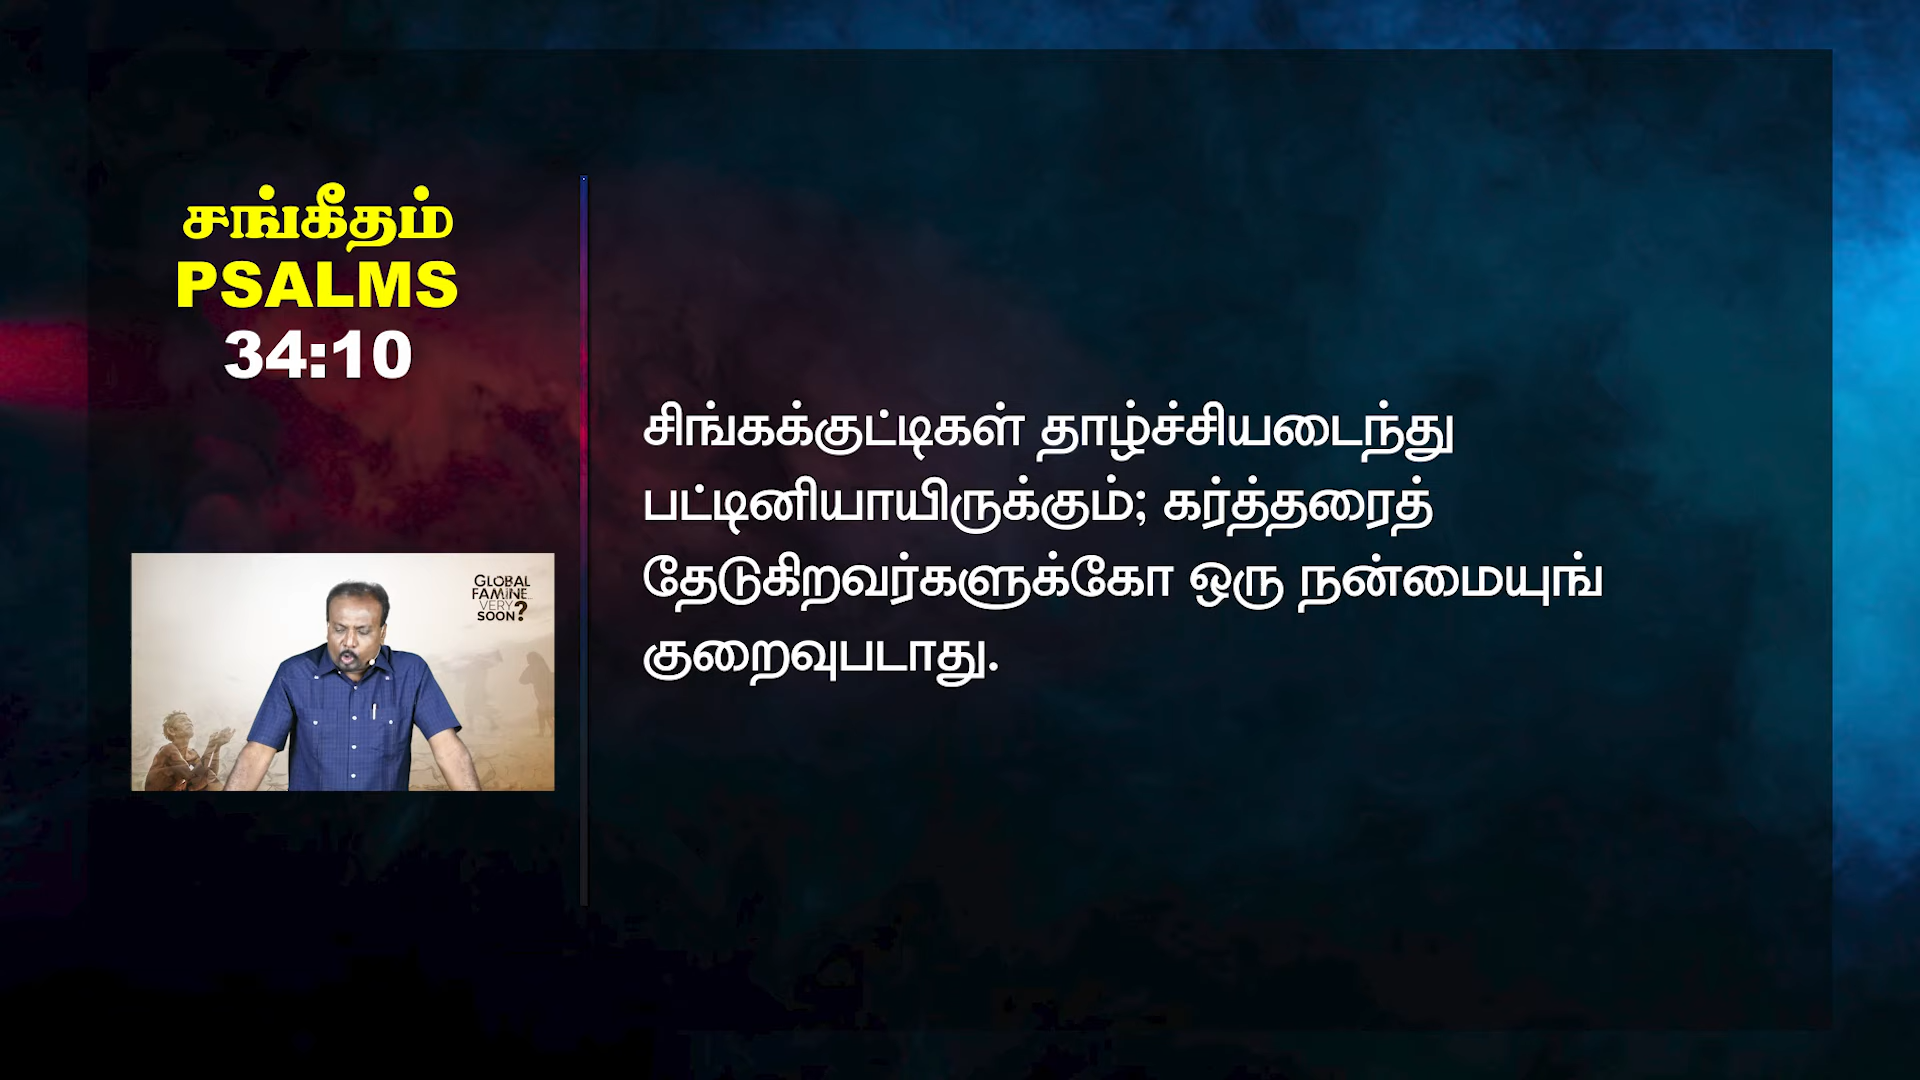 சங்கீதம்
PSALMS
34:10
சிங்கக்குட்டிகள் தாழ்ச்சியடைந்து
பட்டினியாயிருக்கும்; கர்த்தரைத்
தேடுகிறவர்களுக்கோ ஒரு நன்மையுங்
குறைவுபடாது.
GLOBAL
FAMINE
VERY
SOON?